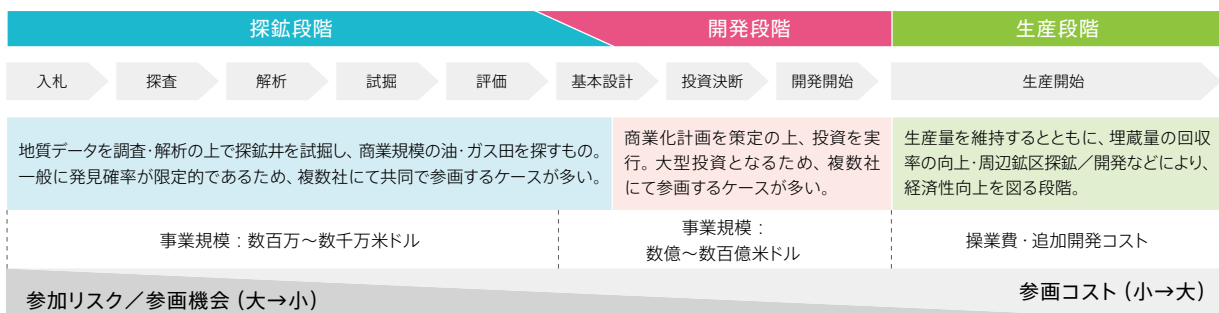 探鉱段階
開発段階
生産段階
入札
探査
解析
試掘
評価
基本設計
投資決断
開発開始
生産開始
地質データを調査・解析の上で探鉱井を試掘し、商業規模の油・ガス田を探すもの。
一般に発見確率が限定的であるため、複数社にて共同で参画するケースが多い。
商業化計画を策定の上、投資を実
行。大型投資となるため、複数社
にて参画するケースが多い。
生産量を維持するとともに、埋蔵量の回収
率の向上・周辺鉱区探鉱／開発などにより、
経済性向上を図る段階。
事業規模：数百万～数千万米ドル
事業規模：
数億～数百億米ドル
操業費・追加開発コスト
参加リスク／参画機会（大→小）
参画コスト（小→大）